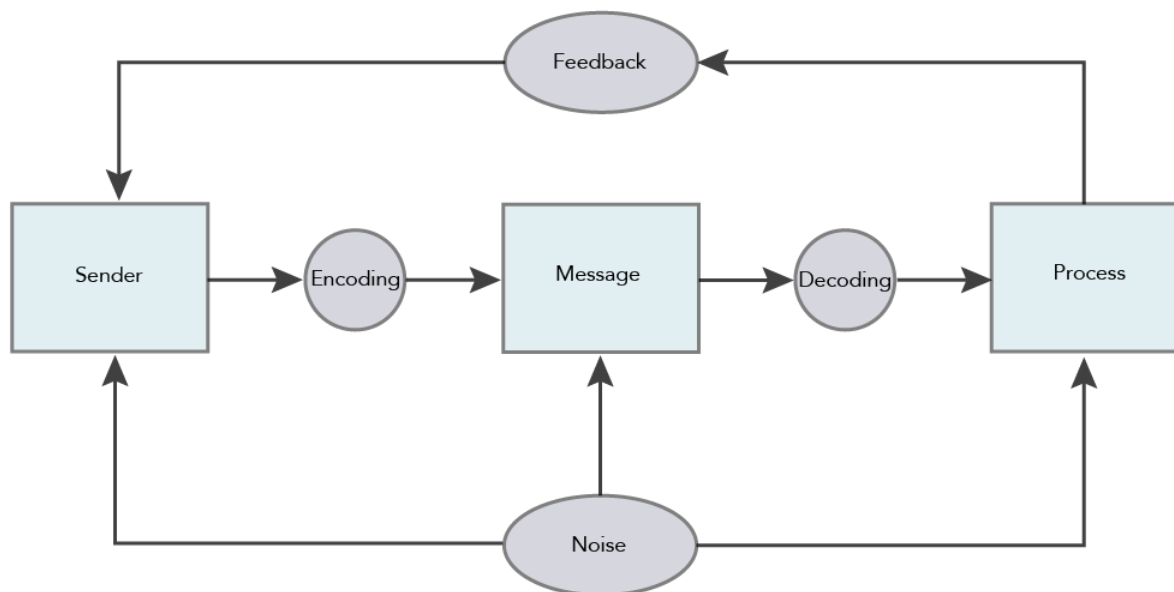 Feedback
Sender
Encoding
Message
Decoding
Process
Noise